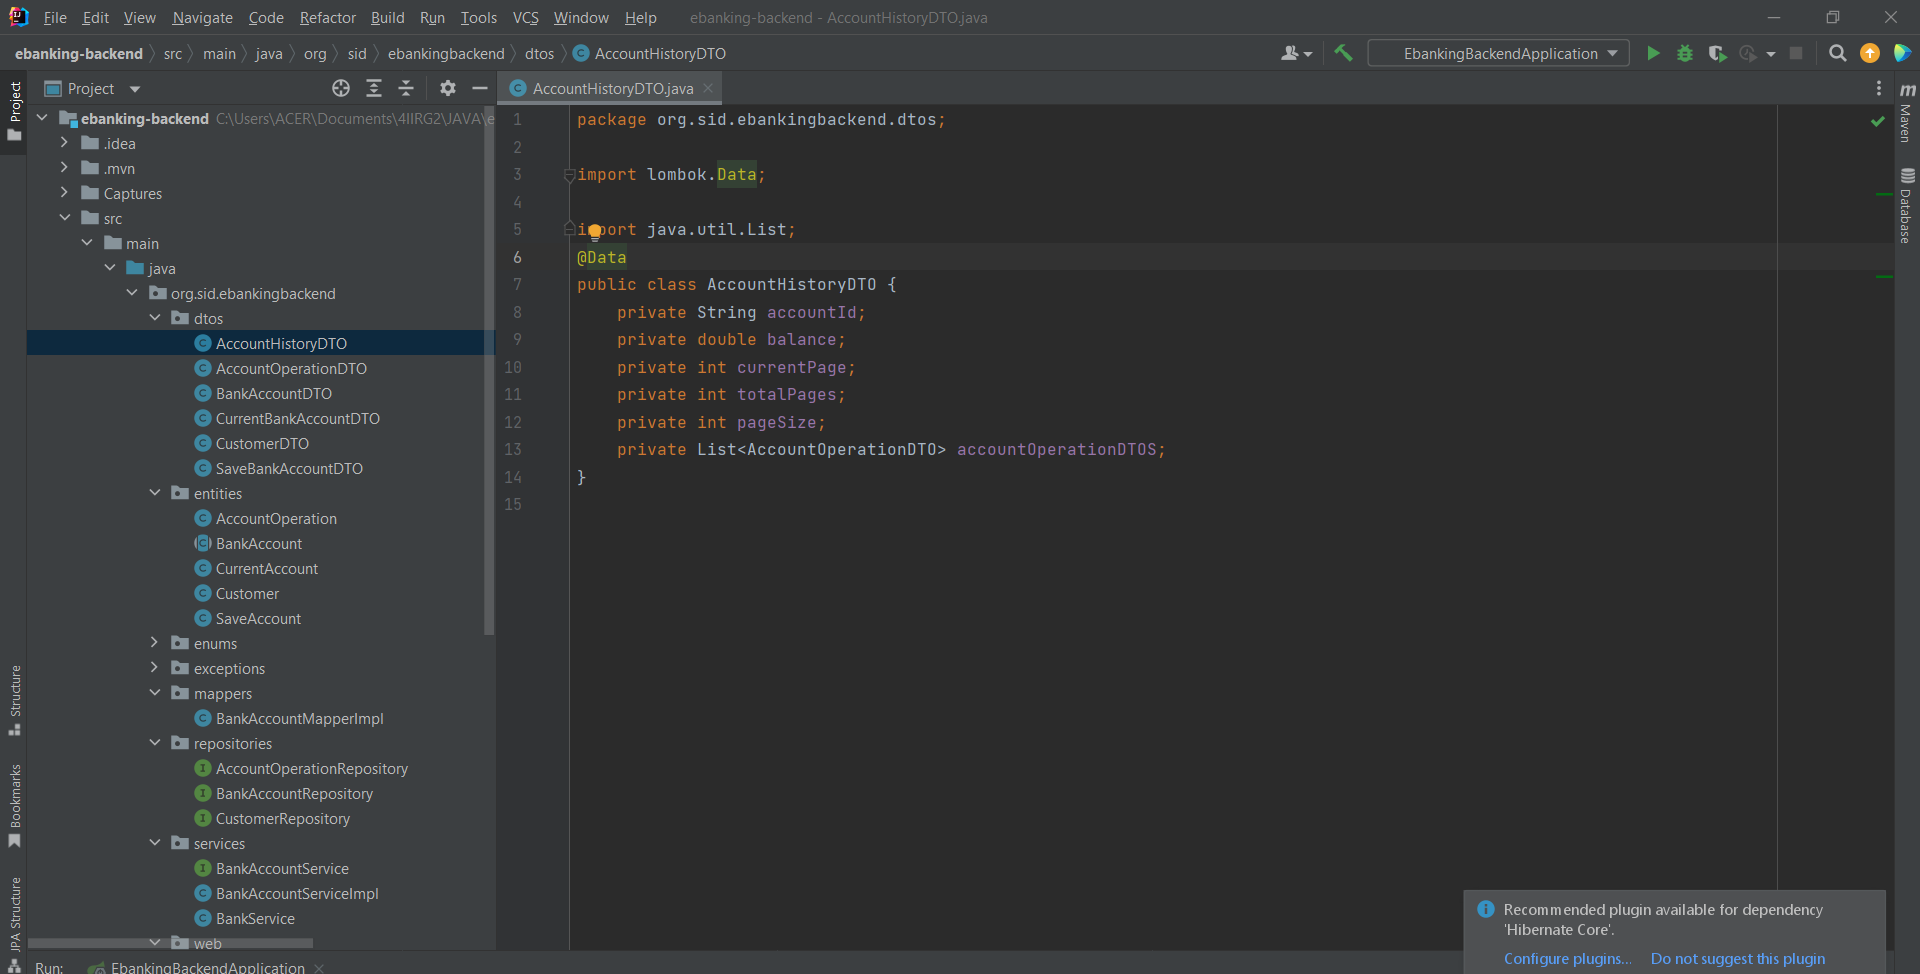 File Edit View Navigate Code Refactor Build Run Tools VCS Window Help ebanking-backend - AccountHistoryDTO.java
ebanking-backend src main java org sid ebankingbackend dtos AccountHistoryDTO EbankingBackendApplication
Project
AccountHistoryDTO.java
ebanking-backend C:\Users\ACER\Documents\4IIRG2\JAVA\e
.idea
.mvn
Captures
src
main
java
org.sid.ebankingbackend
dtos
AccountHistoryDTO
AccountOperationDTO
BankAccountDTO
CurrentBankAccountDTO
CustomerDTO
SaveBankAccountDTO
entities
AccountOperation
BankAccount
CurrentAccount
Customer
SaveAccount
enums
exceptions
mappers
BankAccountMapperImpl
repositories
AccountOperationRepository
BankAccountRepository
CustomerRepository
services
BankAccountService
BankAccountServiceImpl
BankService
web
Project
Structure
Bookmarks
JPA Structure
1 package org.sid.ebankingbackend.dtos;
2
3 import lombok.Data;
4
5 import java.util.List;
6 @Data
7 public class AccountHistoryDTO {
8 private String accountId;
9 private double balance;
10 private int currentPage;
11 private int totalPages;
12 private int pageSize;
13 private List<AccountOperationDTO> accountOperationDTOS;
14 }
15
Maven
Database
Recommended plugin available for dependency
'Hibernate Core'.
Configure plugins... Do not suggest this plugin
Run: EbankingBackendApplication